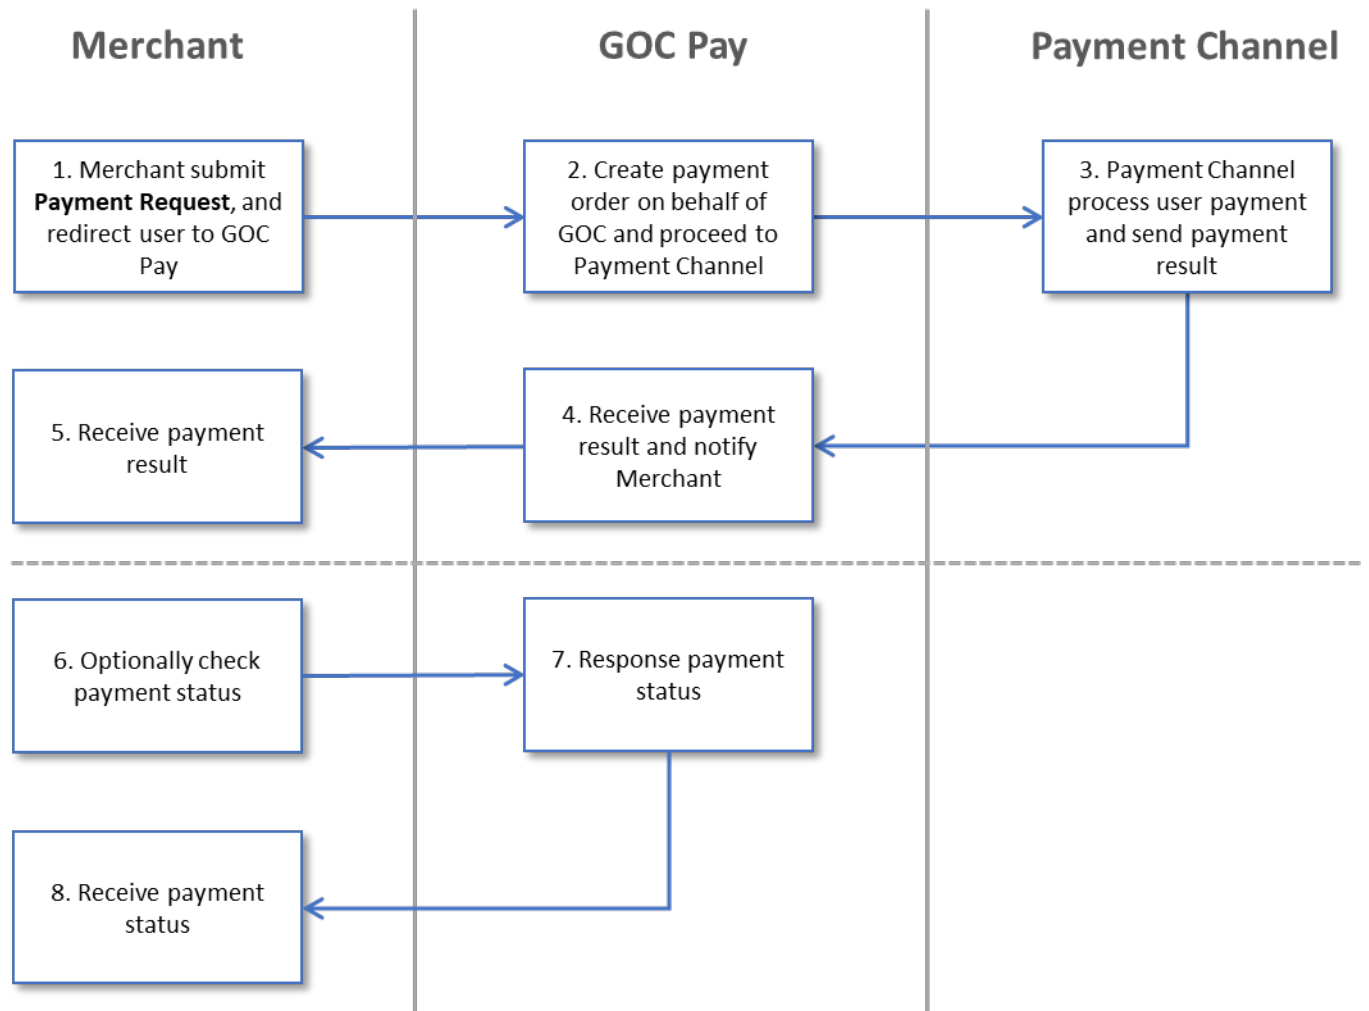 Merchant
GOC Pay
Payment Channel
1. Merchant submit
Payment Request, and
redirect user to GOC
Pay
2. Create payment
order on behalf of
GOC and proceed to
Payment Channel
3. Payment Channel
process user payment
and send payment
result
5. Receive payment
result
4. Receive payment
result and notify
Merchant
6. Optionally check
payment status
7. Response payment
status
8. Receive payment
status